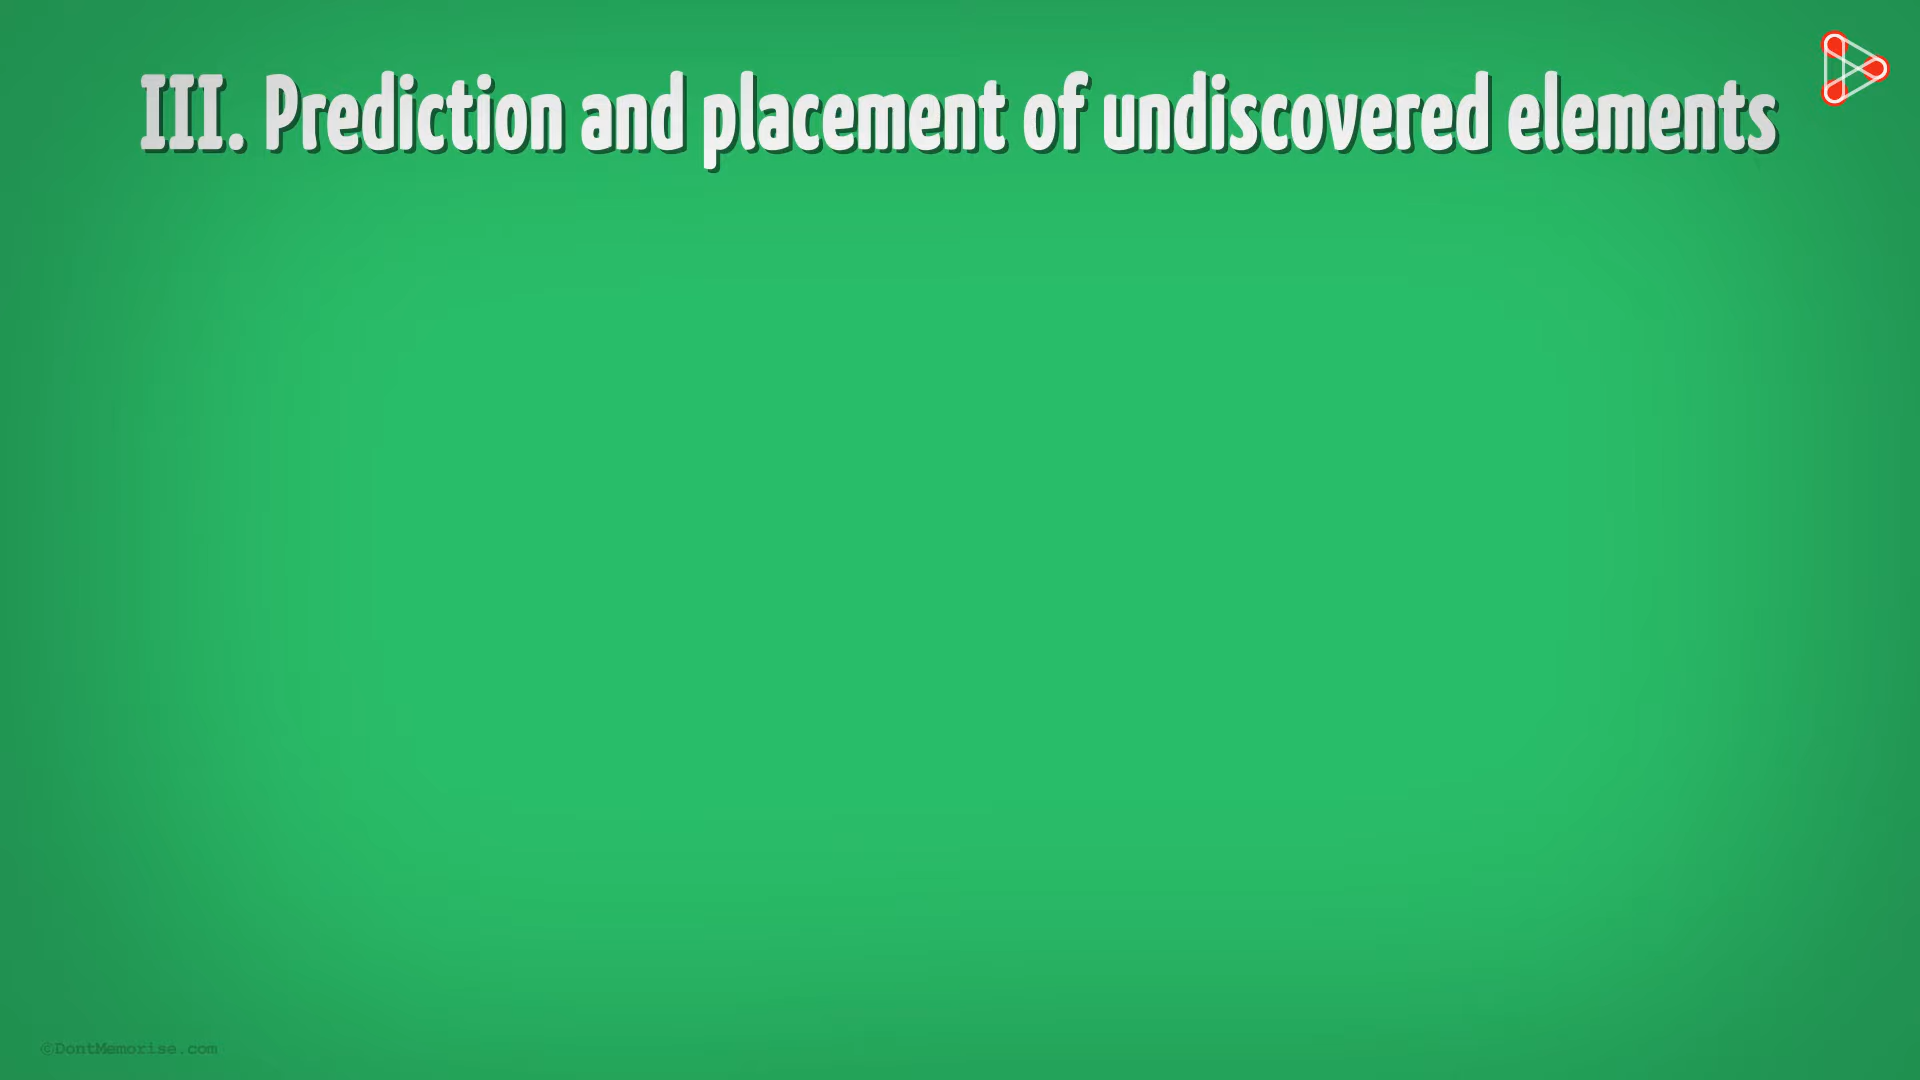 III. Prediction and placement of undiscovered elements
©DontMemorise.com